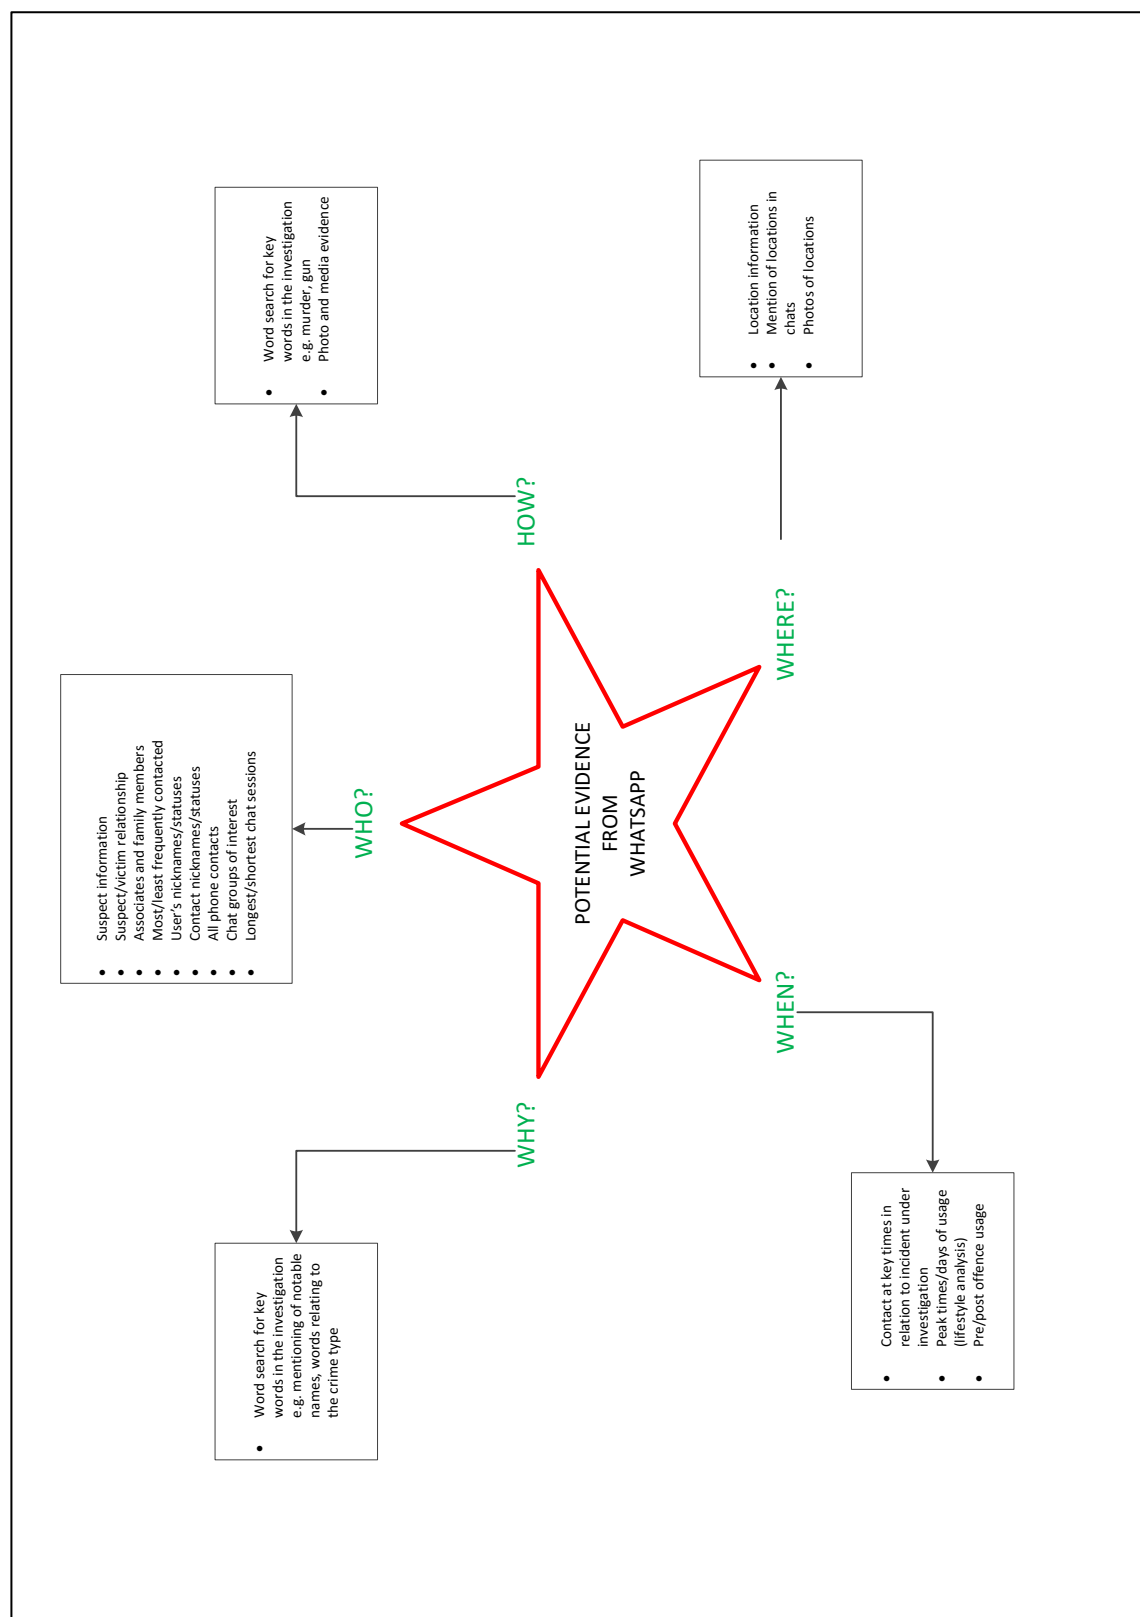 Suspect information
Suspect/victim relationship
Associates and family members
Most/least frequently contacted
User's nicknames/statuses
Contact nicknames/statuses
All phone contacts
Chat groups of interest
Longest/shortest chat sessions
WHO?
Word search for key
words in the investigation
e.g. mentioning of notable
names, words relating to
the crime type
WHY?
Word search for key
words in the investigation
e.g. murder, gun
Photo and media evidence
HOW?
POTENTIAL EVIDENCE
FROM
WHATSAPP
WHEN?
Contact at key times in
relation to incident under
investigation
Peak times/days of usage
(lifestyle analysis)
Pre/post offence usage
WHERE?
Location information
Mention of locations in
chats
Photos of locations